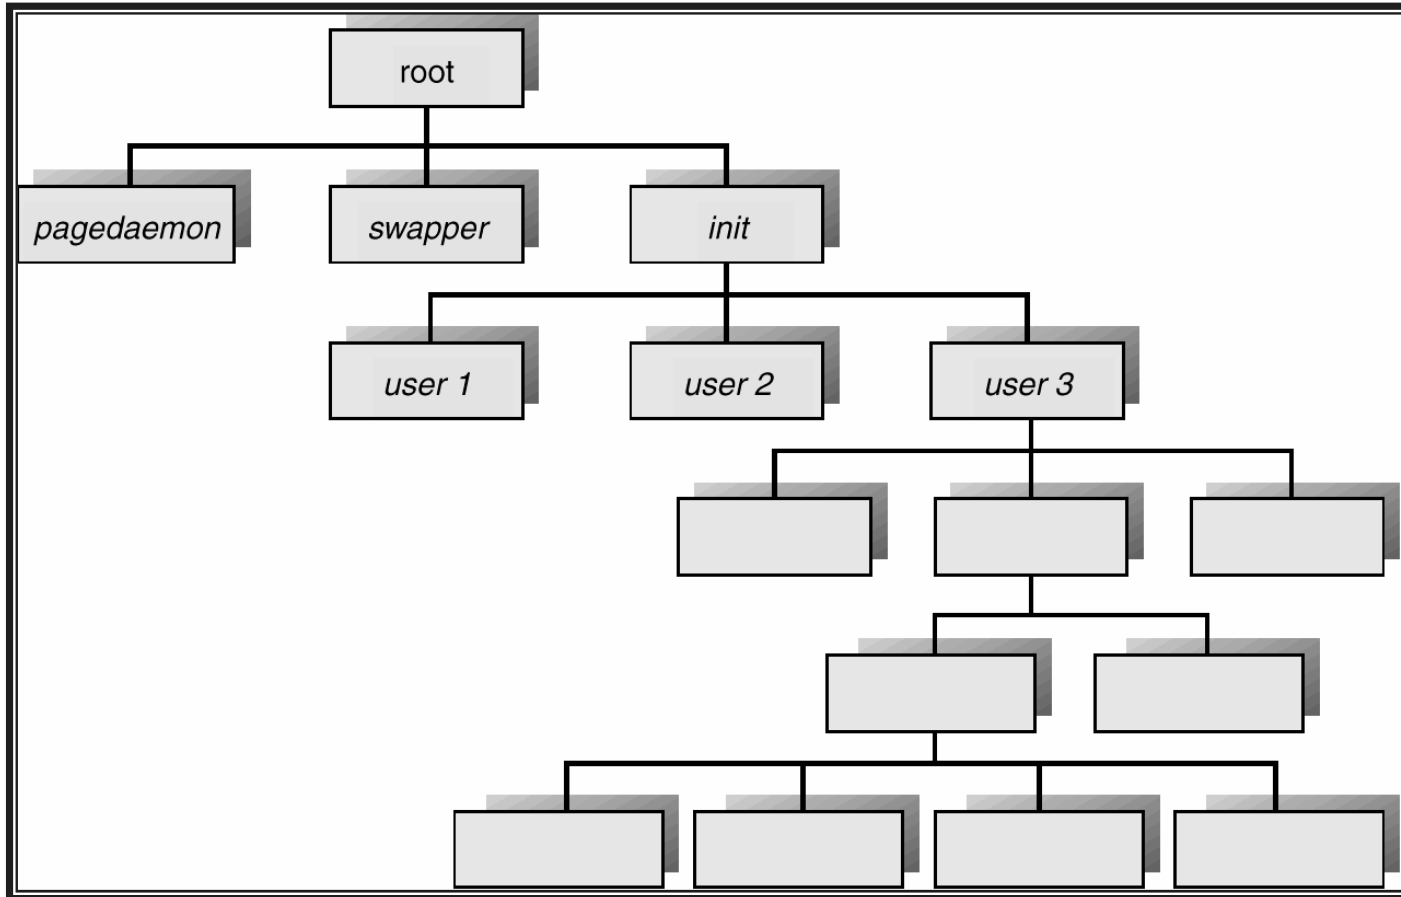 root
pagedaemon
swapper
init
user 1
user 2
user 3